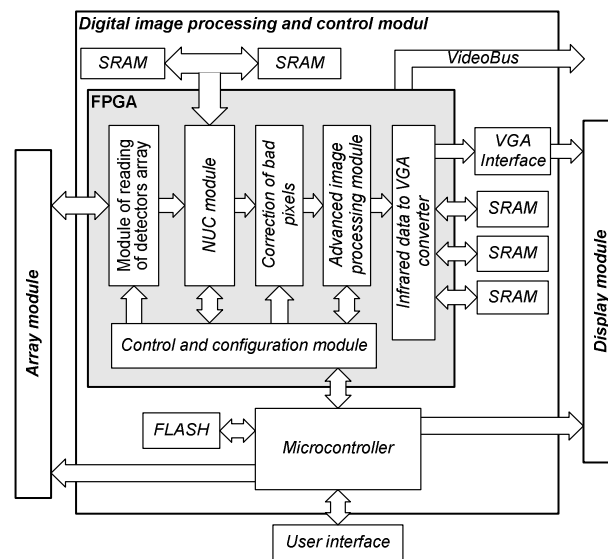 Digital image processing and control modul
SRAM
SRAM
VideoBus
FPGA
Array module
Module of reading
of detectors array
NUC module
Correction of bad
pixels
Advanced image
processing module
Infrared data to VGA
converter
VGA
Interface
SRAM
SRAM
SRAM
Display module
Control and configuration module
FLASH
Microcontroller
User interface